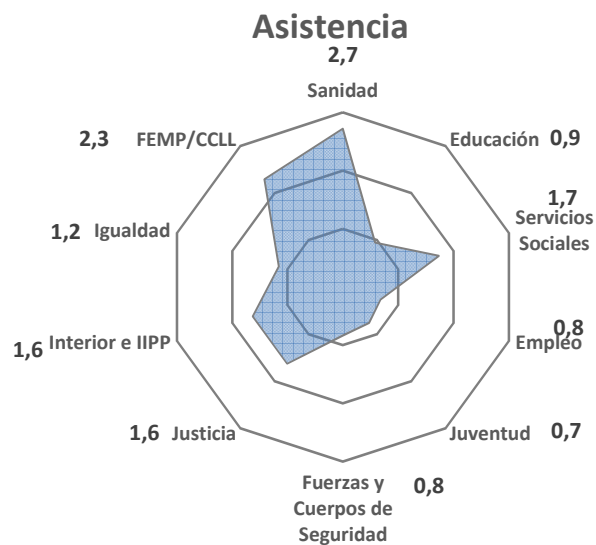 Asistencia
2,7
Sanidad
2,3
FEMP/CCLL
Educación
0,9
1,7
Servicios
Sociales
1,2
Igualdad
0,8
Empleo
1,6
Interior e IIPP
1,6
Justicia
Juventud
0,7
Fuerzas y
Cuerpos de
Seguridad
0,8